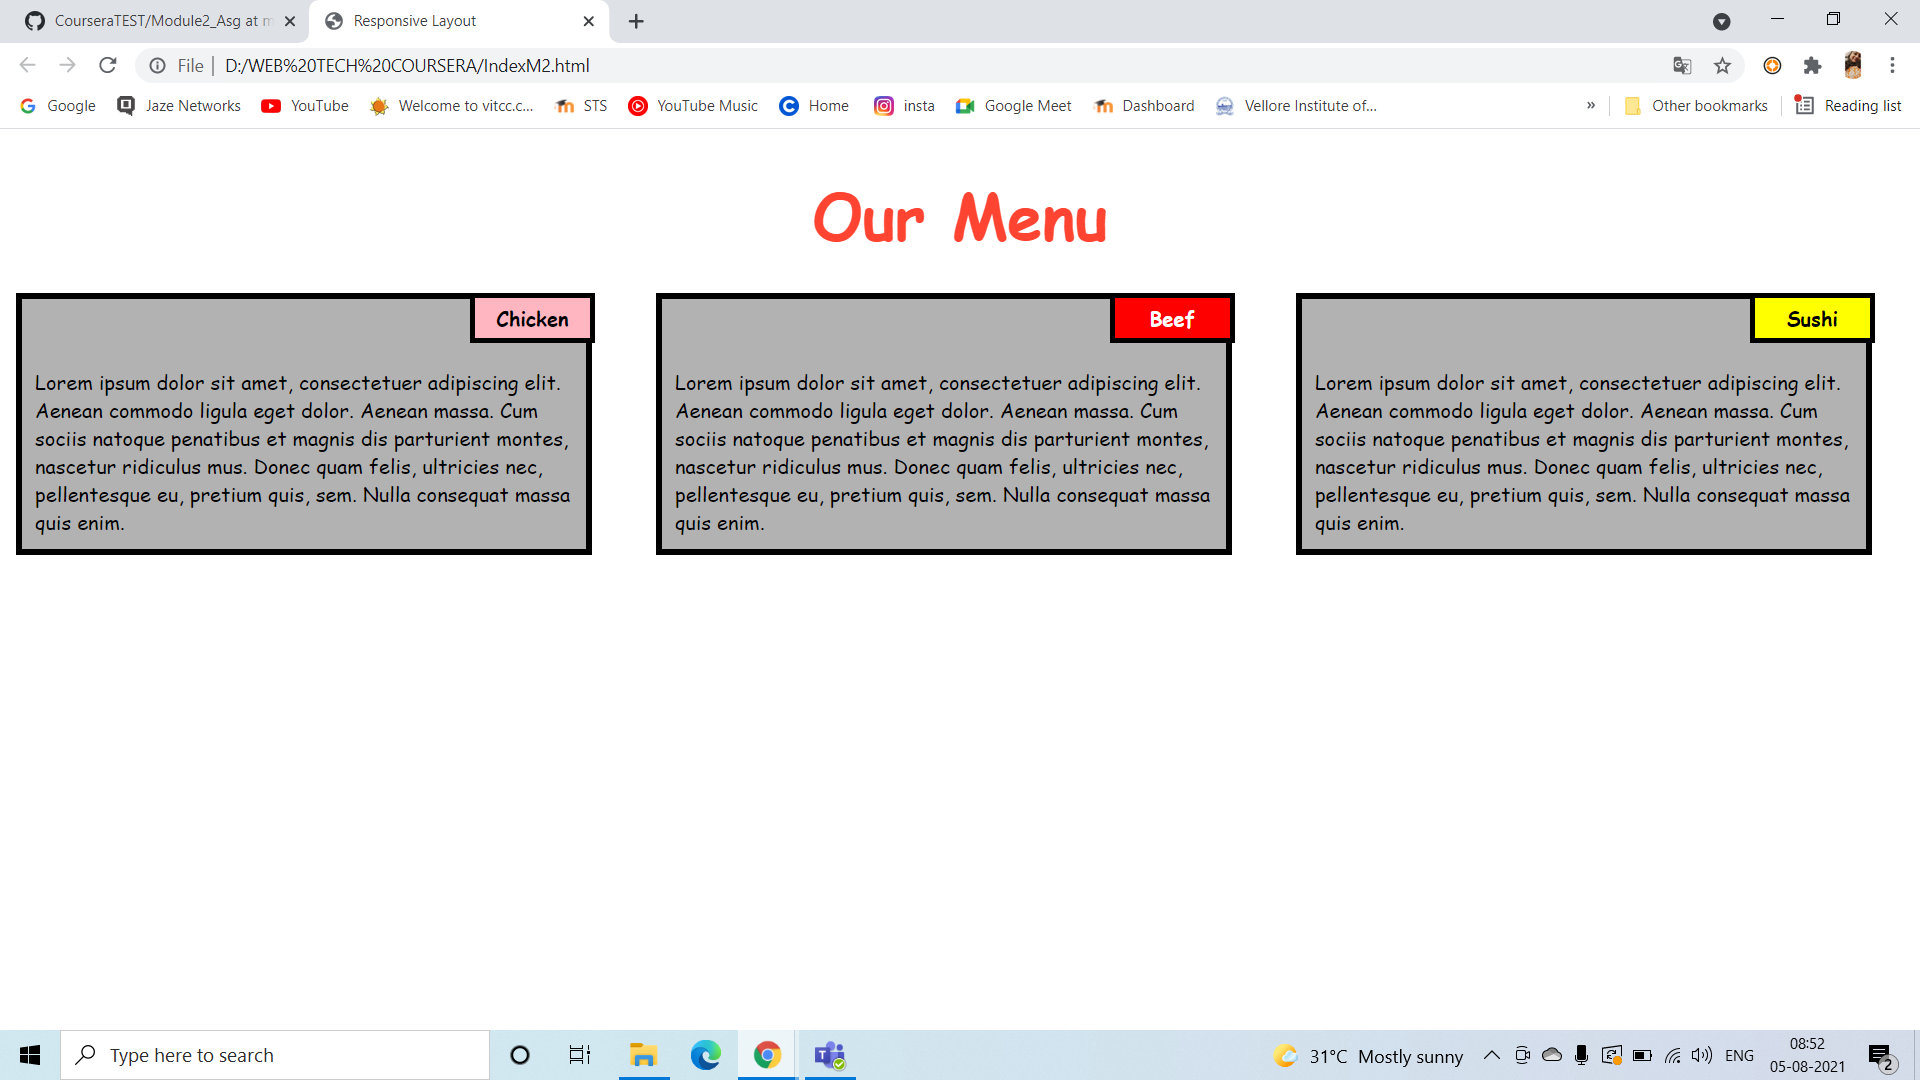 CourseraTEST/Module2_Asg at m
Responsive Layout
File
D:/WEB%20TECH%20COURSERA/IndexM2.html
Google
Jaze Networks
YouTube
Welcome to vitcc.c...
STS
YouTube Music
Home
insta
Google Meet
Dashboard
Vellore Institute of...
»
Other bookmarks
Reading list
Our Menu
Chicken
Lorem ipsum dolor sit amet, consectetuer adipiscing elit.
Aenean commodo ligula eget dolor. Aenean massa. Cum
sociis natoque penatibus et magnis dis parturient montes,
nascetur ridiculus mus. Donec quam felis, ultricies nec,
pellentesque eu, pretium quis, sem. Nulla consequat massa
quis enim.
Beef
Lorem ipsum dolor sit amet, consectetuer adipiscing elit.
Aenean commodo ligula eget dolor. Aenean massa. Cum
sociis natoque penatibus et magnis dis parturient montes,
nascetur ridiculus mus. Donec quam felis, ultricies nec,
pellentesque eu, pretium quis, sem. Nulla consequat massa
quis enim.
Sushi
Lorem ipsum dolor sit amet, consectetuer adipiscing elit.
Aenean commodo ligula eget dolor. Aenean massa. Cum
sociis natoque penatibus et magnis dis parturient montes,
nascetur ridiculus mus. Donec quam felis, ultricies nec,
pellentesque eu, pretium quis, sem. Nulla consequat massa
quis enim.
Type here to search
31°C Mostly sunny
ENG
08:52
05-08-2021
2